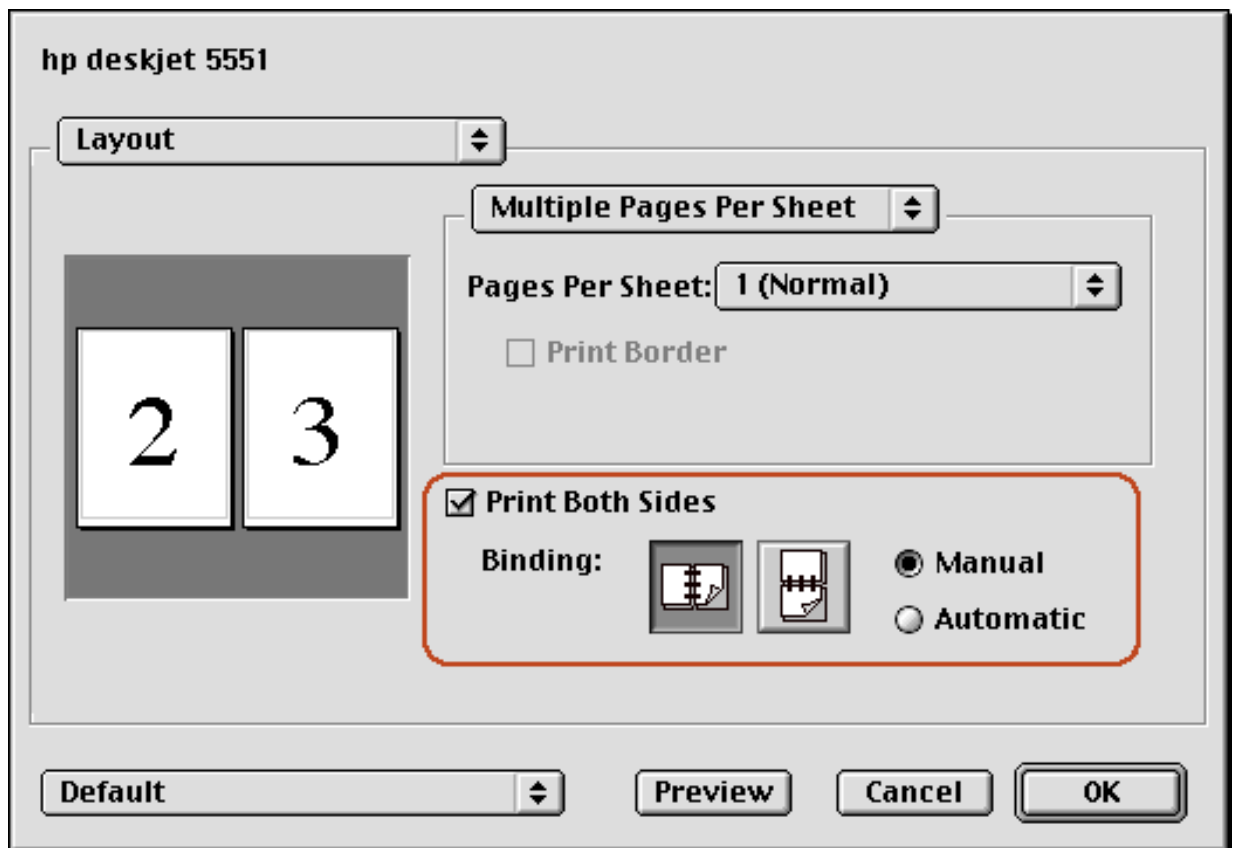 hp deskjet 5551
Layout
Multiple Pages Per Sheet
Pages Per Sheet: 1 (Normal)
Print Border
2 3
Print Both Sides
Binding: Manual
Automatic
Default Preview Cancel OK